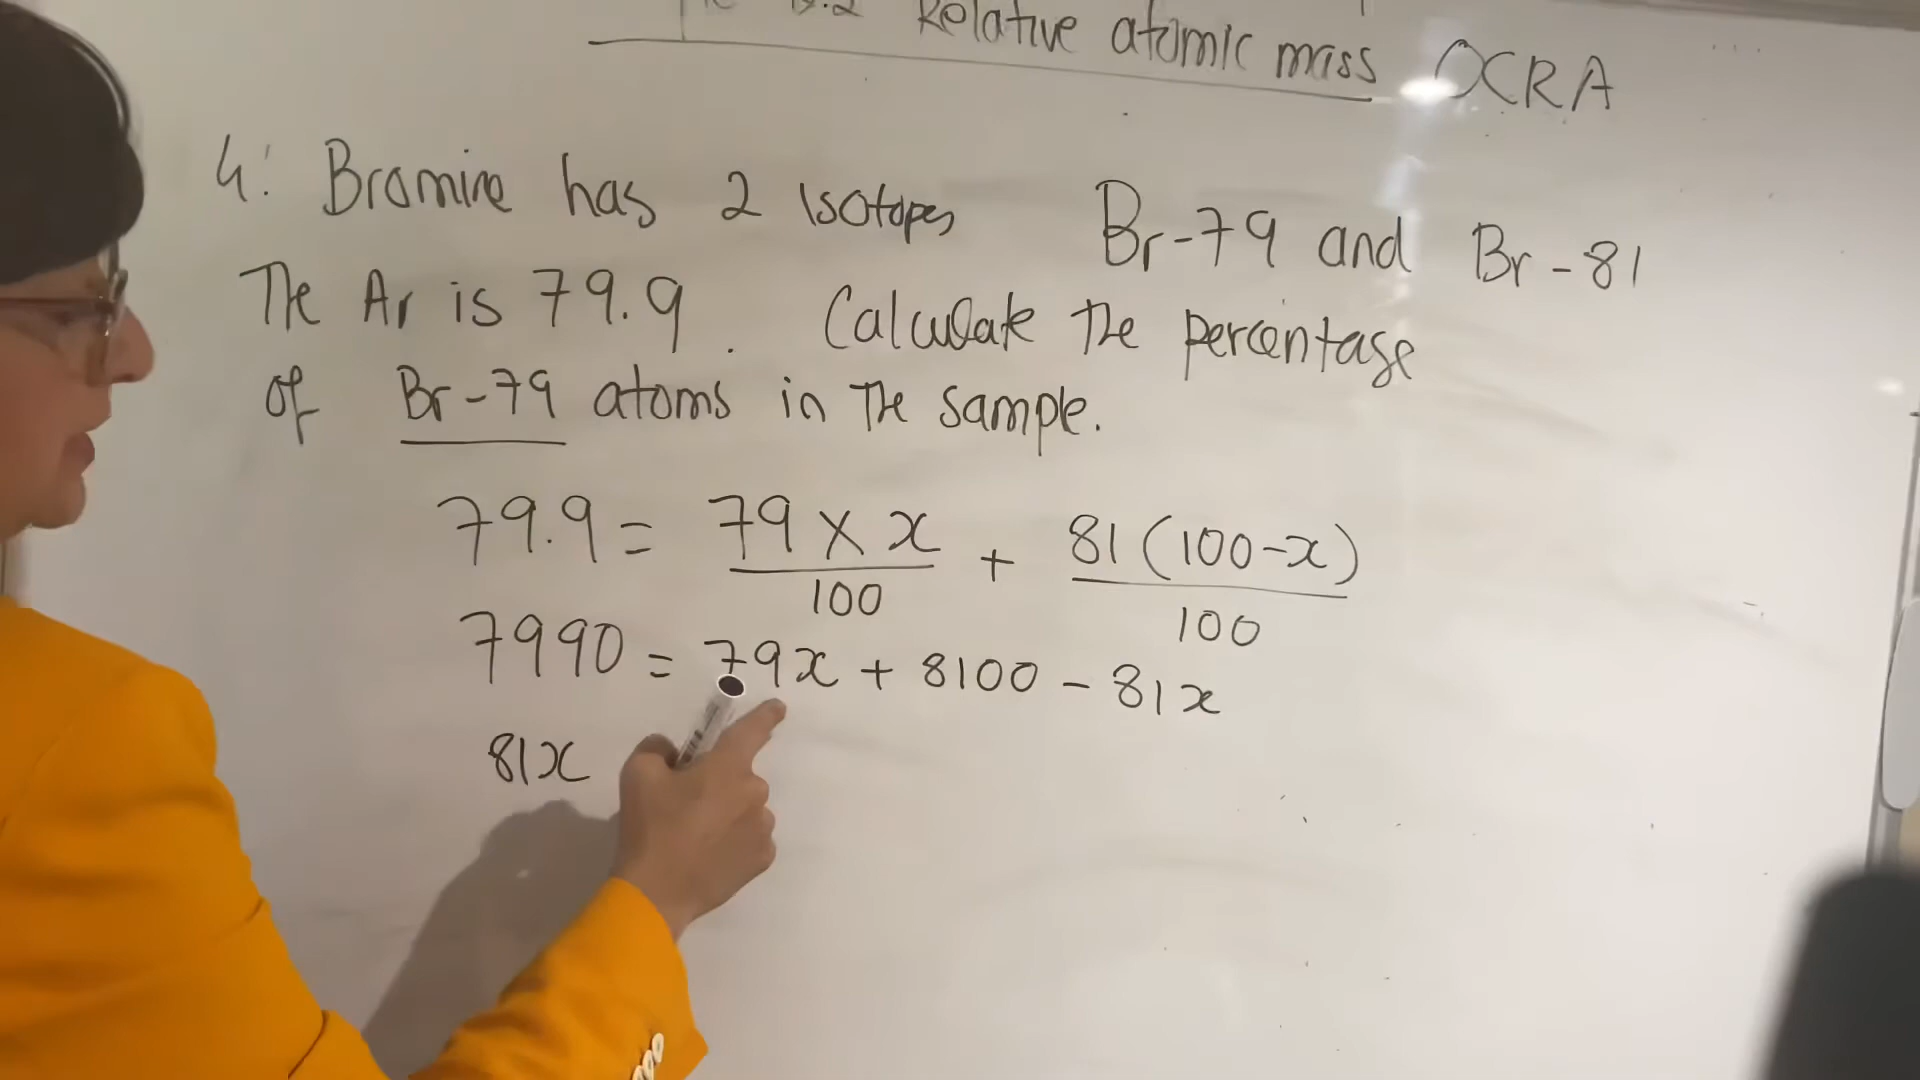 Relative atomic mass OCRA
4: Bromine has 2 isotopes Br-79 and Br-81
The Ar is 79.9. Calculate the percentage
of Br-79 atoms in the sample.
79.9 = 79 × x / 100 + 81(100-x) / 100
7990 = 79x + 8100 - 81x
81x